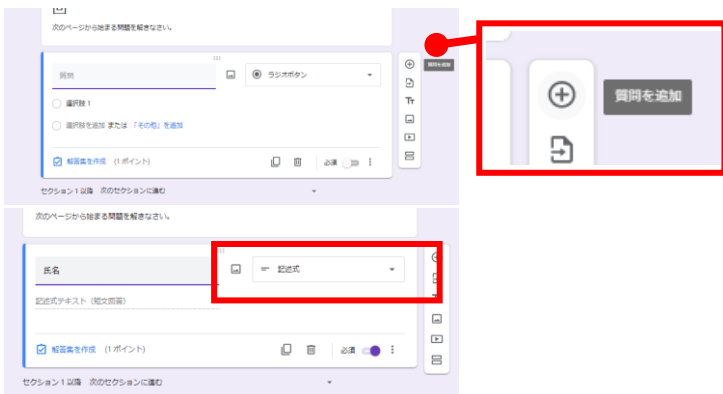 次のページから始まる問題を解きなさい。
質問
ラジオボタン
選択肢 1
選択肢を追加 または 「その他」を追加
解答集を作成 (1 ポイント)
必須
セクション 1 以降 次のセクションに進む
質問を追加
Tr
質問を追加
次のページから始まる問題を解きなさい。
氏名
記述式
記述式テキスト（短文回答）
解答集を作成 (1 ポイント)
必須
セクション 1 以降 次のセクションに進む